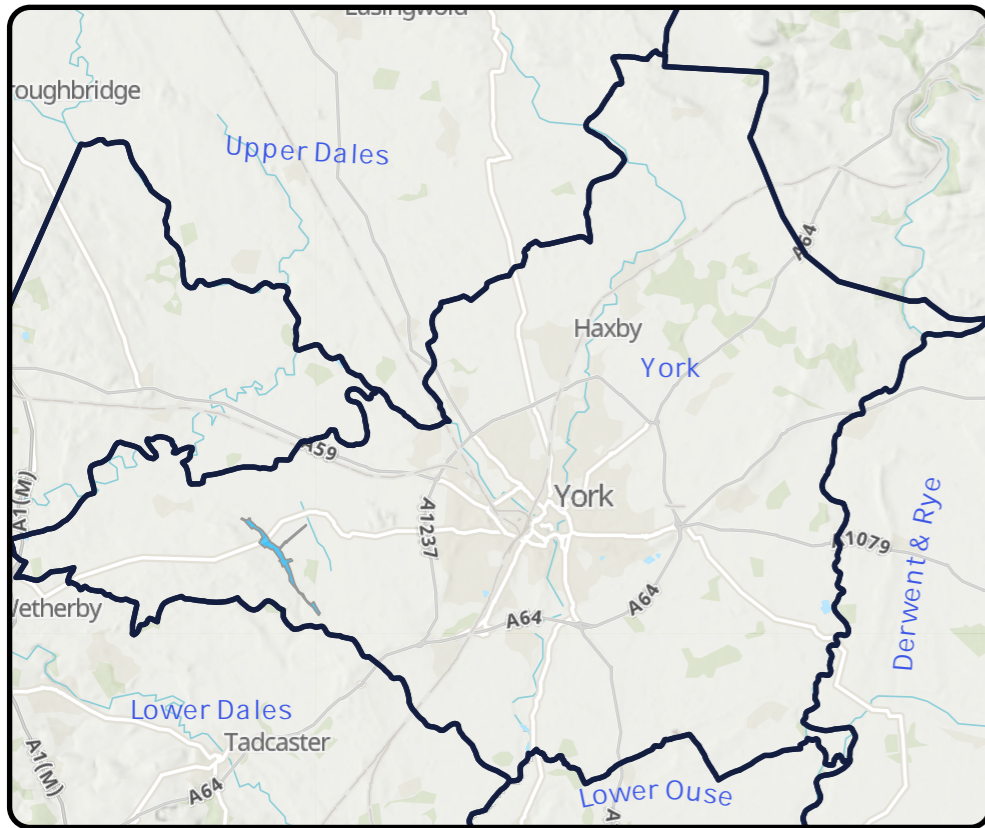 Easingwold
roughbridge
Upper Dales
A64
Haxby
York
A59
A1(M)
York
A1237
A1079
Derwent & Rye
Wetherby
A64
A64
Lower Dales
Tadcaster
A1(M)
A64
Lower Ouse
A